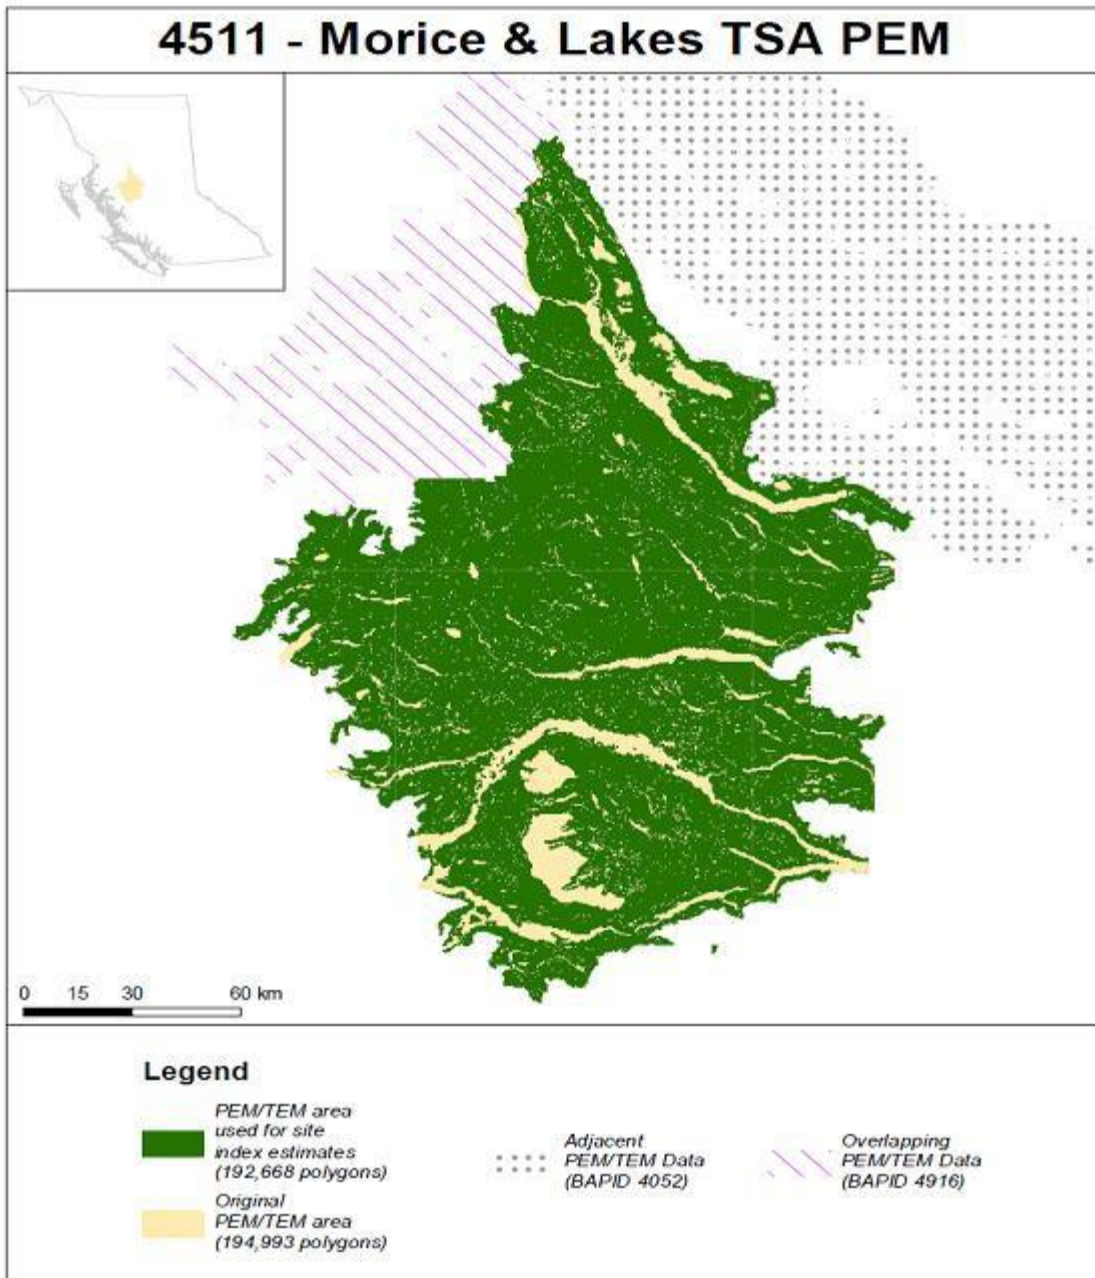 4511 - Morice & Lakes TSA PEM
0 15 30 60 km
Legend
PEM/TEM area
used for site
index estimates
(192,668 polygons)
Original
PEM/TEM area
(194,993 polygons)
Adjacent
PEM/TEM Data
(BAPID 4052)
Overlapping
PEM/TEM Data
(BAPID 4916)